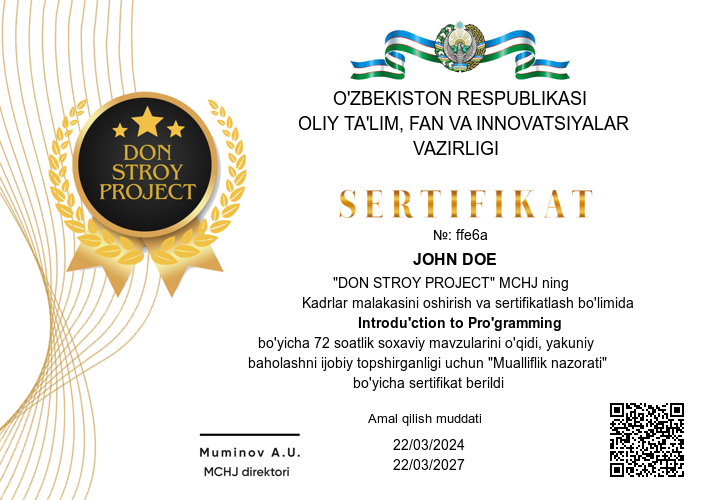 O'ZBEKISTON RESPUBLIKASI
OLIY TA'LIM, FAN VA INNOVATSIYALAR
VAZIRLIGI
DON
STROY
PROJECT
SERTIFIKAT
№: ffe6a
JOHN DOE
"DON STROY PROJECT" MCHJ ning
Kadrlar malakasini oshirish va sertifikatlash bo'limida
Introdu'ction to Pro'gramming
bo'yicha 72 soatlik soxaviy mavzularini o'qidi, yakuniy
baholashni ijobiy topshirganligi uchun "Mualliflik nazorati"
bo'yicha sertifikat berildi
Amal qilish muddati
22/03/2024
22/03/2027
Muminov A.U.
MCHJ direktori